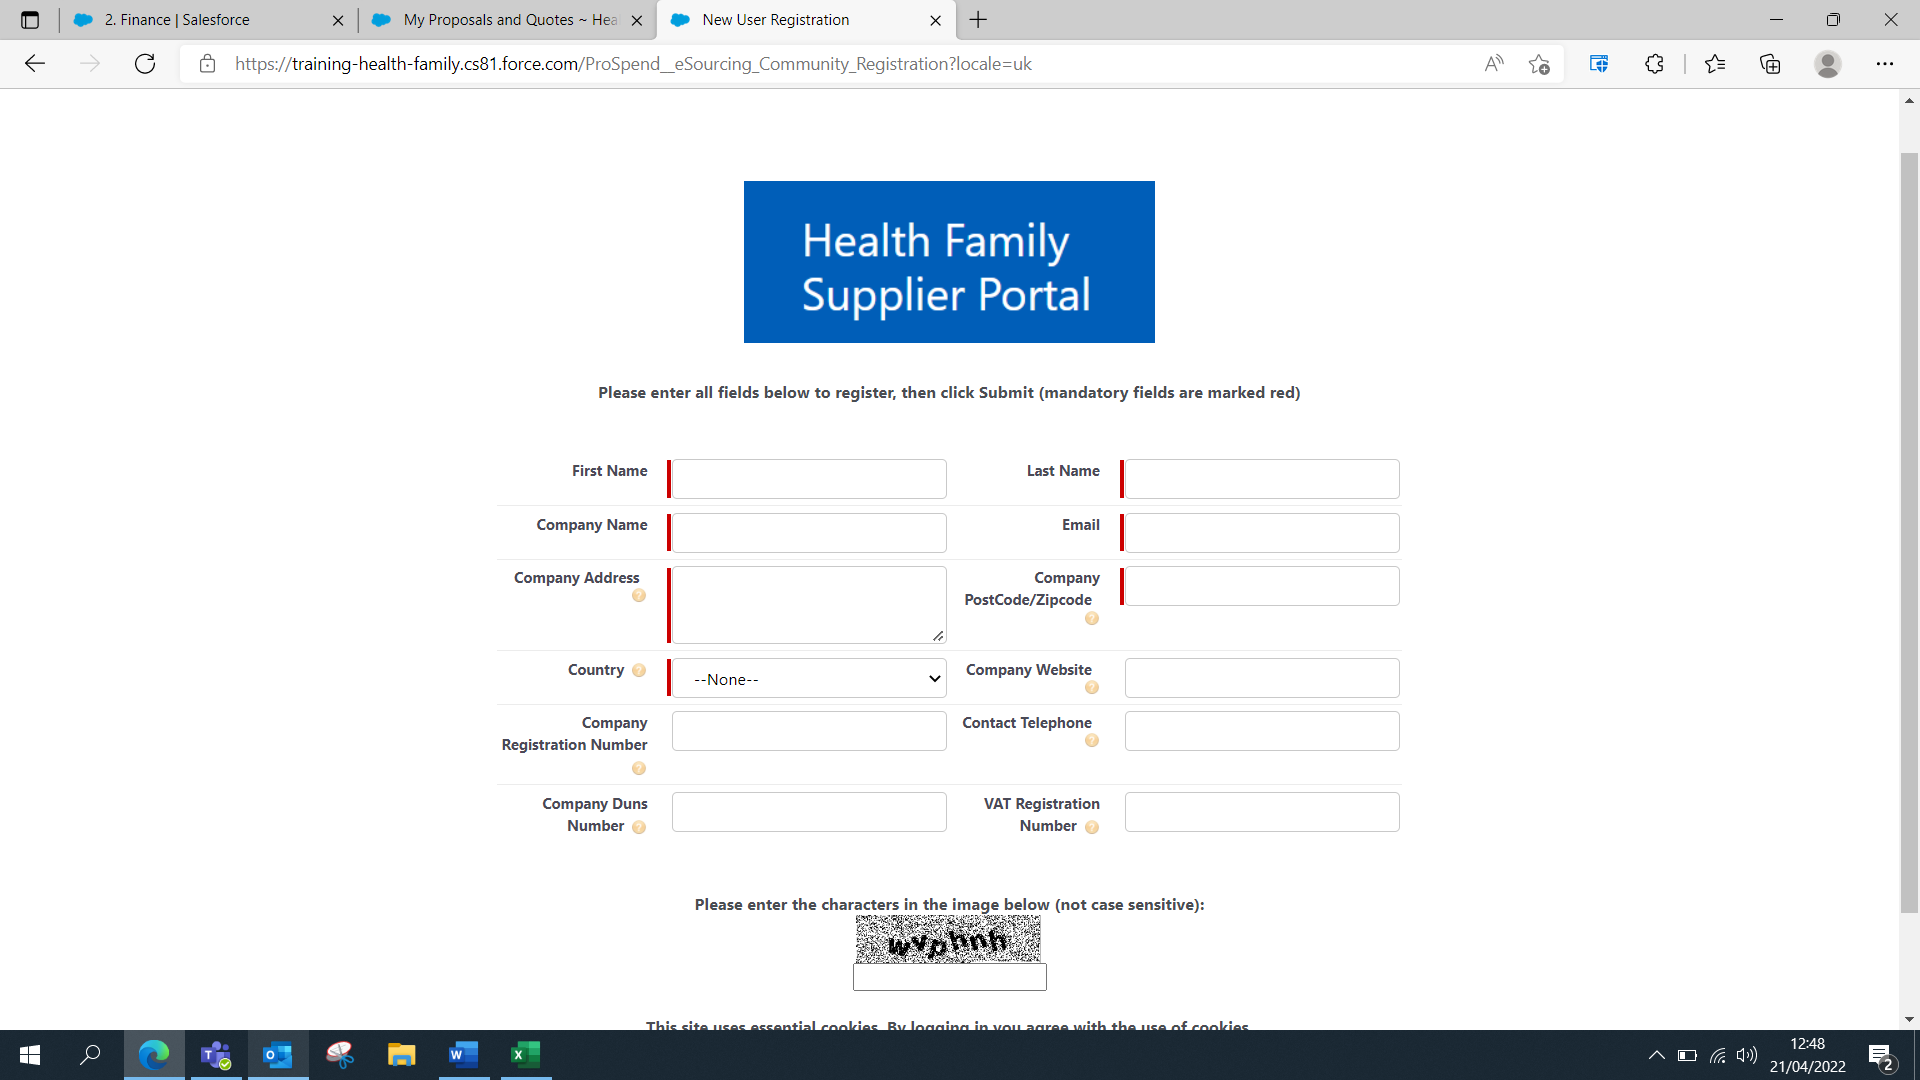 2. Finance | Salesforce
My Proposals and Quotes ~ Hea
New User Registration
https://training-health-family.cs81.force.com/ProSpend__eSourcing_Community_Registration?locale=uk
Health Family
Supplier Portal
Please enter all fields below to register, then click Submit (mandatory fields are marked red)
First Name
Last Name
Company Name
Email
Company Address
Company
PostCode/Zipcode
Country
--None--
Company Website
Company
Registration Number
Contact Telephone
Company Duns
Number
VAT Registration
Number
Please enter the characters in the image below (not case sensitive):
wvphnh
This site uses essential cookies. By logging in you agree with the use of cookies
12:48
21/04/2022
2